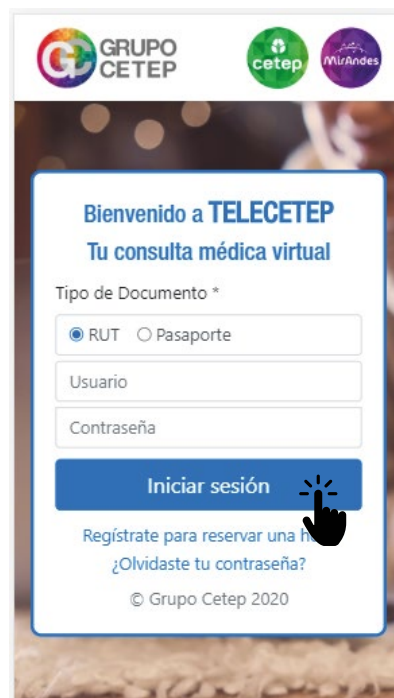 GRUPO
CETEP
cetep
MirAndes
Bienvenido a TELECETEP
Tu consulta médica virtual
Tipo de Documento *
RUT Pasaporte
Usuario
Contraseña
Iniciar sesión
Regístrate para reservar una
¿Olvidaste tu contraseña?
© Grupo Cetep 2020